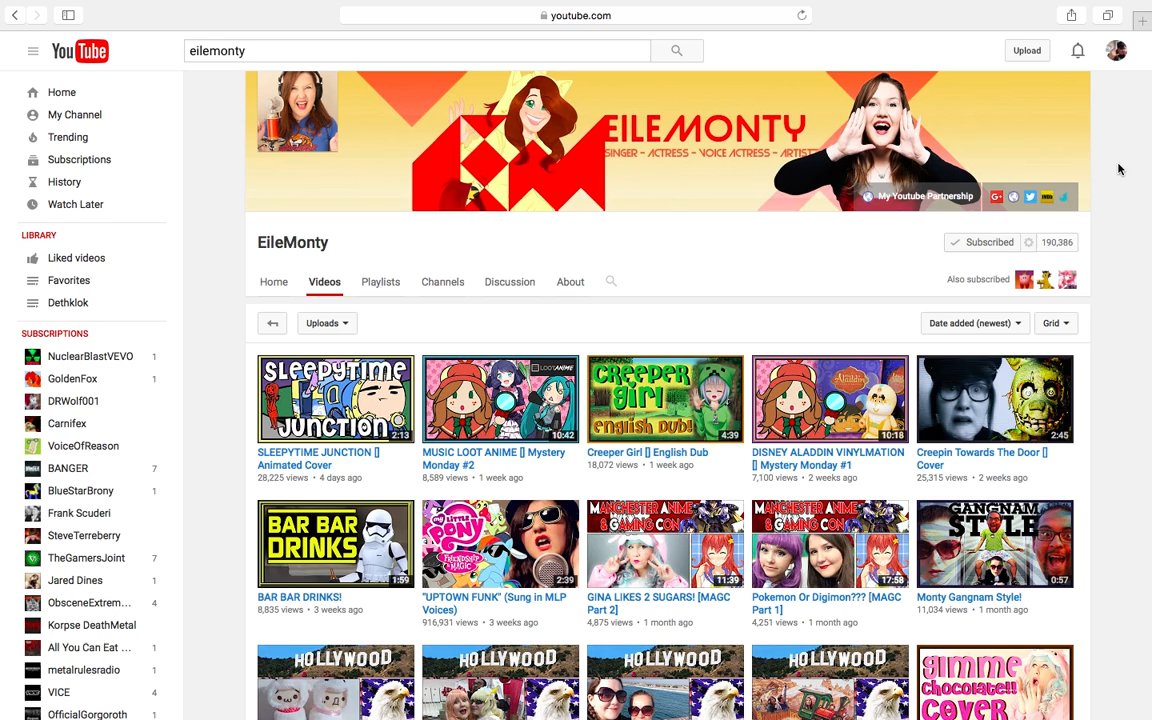 youtube.com
YouTube
eilemonty
Upload
Home
My Channel
Trending
Subscriptions
History
Watch Later
LIBRARY
Liked videos
Favorites
Dethklok
SUBSCRIPTIONS
NuclearBlastVEVO 1
GoldenFox 1
DRWolf001
Carnifex
VoiceOfReason
BANGER 7
BlueStarBrony 1
Frank Scuderi
SteveTerreberry
TheGamersJoint 7
Jared Dines 1
ObsceneExtrem... 4
Korpse DeathMetal
All You Can Eat ... 1
metalrulesradio 1
VICE 4
OfficialGorgoroth 1
EILEMONTY
SINGER - ACTRESS - VOICE ACTRESS - ARTIST
My Youtube Partnership
EileMonty
Subscribed 190,386
Home Videos Playlists Channels Discussion About
Also subscribed
Uploads
Date added (newest)
Grid
SLEEPYTIME
JUNCTION
2:13
SLEEPYTIME JUNCTION []
Animated Cover
28,225 views • 4 days ago
LOOT ANIME
10:42
MUSIC LOOT ANIME [] Mystery
Monday #2
8,589 views • 1 week ago
CREEPER
GIRL
ENGLISH DUB!
4:39
Creeper Girl [] English Dub
18,072 views • 1 week ago
Aladdin
10:18
DISNEY ALADDIN VINYLMATION
[] Mystery Monday #1
7,100 views • 2 weeks ago
2:45
Creepin Towards The Door []
Cover
25,315 views • 2 weeks ago
BAR BAR
DRINKS!
1:59
BAR BAR DRINKS!
8,835 views • 3 weeks ago
MY LITTLE
PONY
FRIENDSHIP
MAGIC
2:39
"UPTOWN FUNK" (Sung in MLP
Voices)
916,931 views • 3 weeks ago
MANCHESTER ANIME
& GAMING CON
11:39
GINA LIKES 2 SUGARS! [MAGC
Part 2]
4,875 views • 1 month ago
MANCHESTER ANIME
& GAMING CON
17:58
Pokemon Or Digimon??? [MAGC
Part 1]
4,251 views • 1 month ago
GANGNAM
STYLE
0:57
Monty Gangnam Style!
11,034 views • 1 month ago
HOLLYWOOD
HOLLYWOOD
HOLLYWOOD
HOLLYWOOD
gimme
chocolate!!
COVER